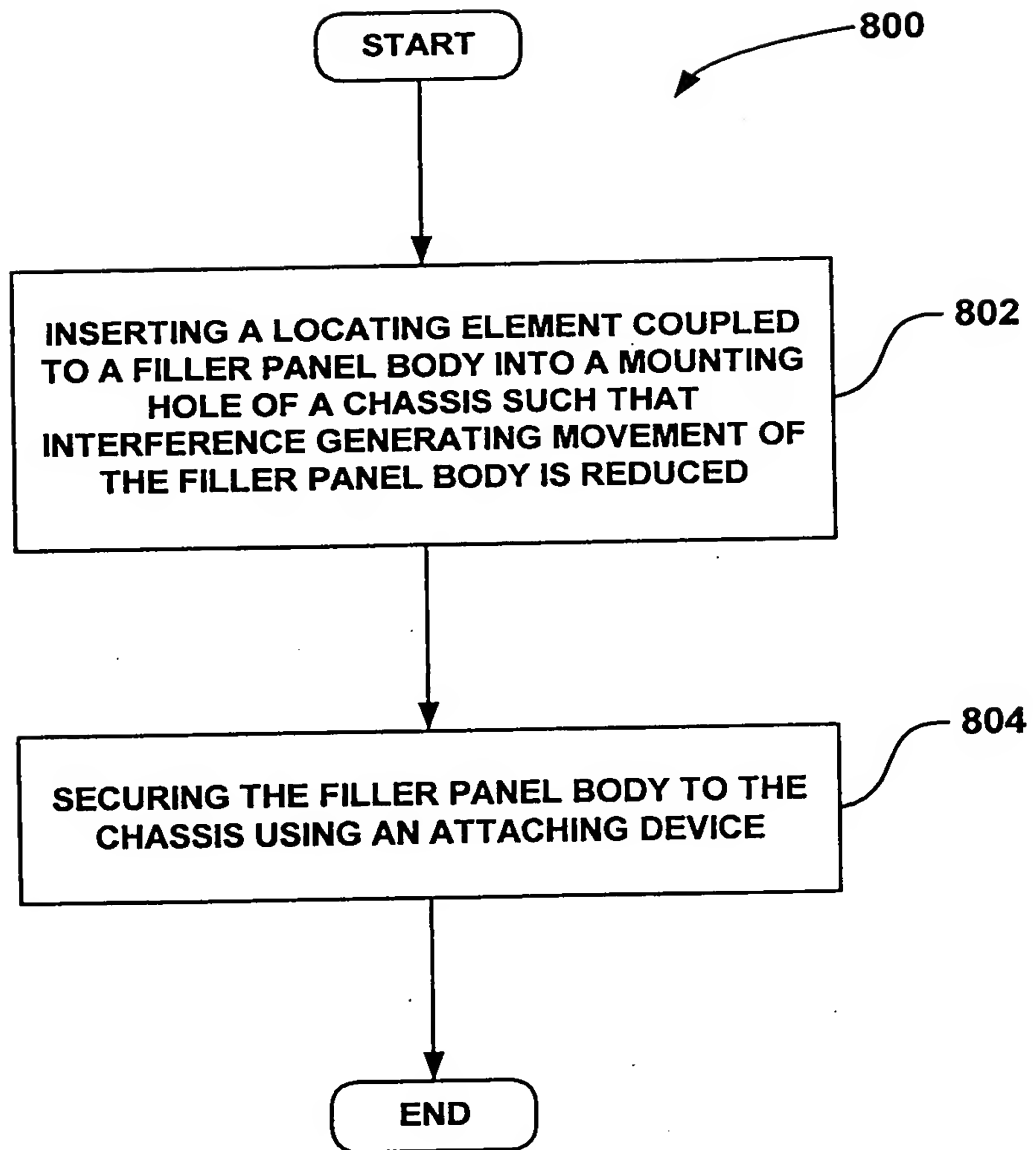 START
800
INSERTING A LOCATING ELEMENT COUPLED
TO A FILLER PANEL BODY INTO A MOUNTING
HOLE OF A CHASSIS SUCH THAT
INTERFERENCE GENERATING MOVEMENT OF
THE FILLER PANEL BODY IS REDUCED
802
SECURING THE FILLER PANEL BODY TO THE
CHASSIS USING AN ATTACHING DEVICE
804
END